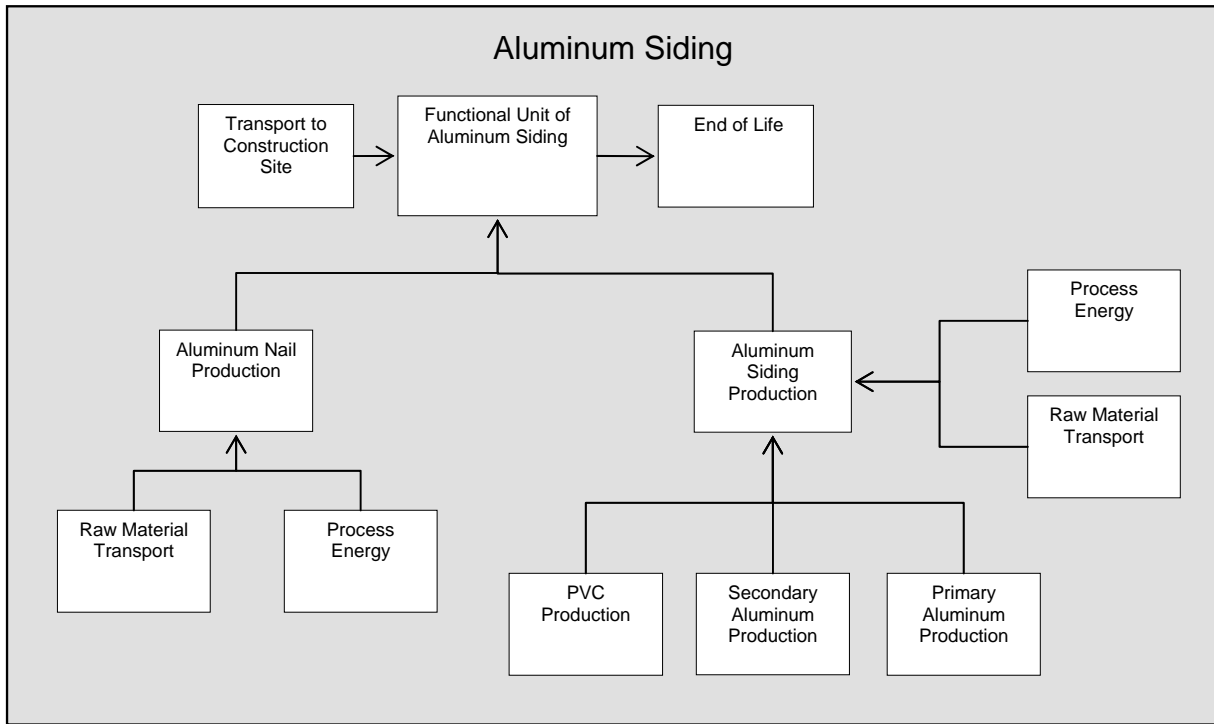 Aluminum Siding
Transport to
Construction
Site
Functional Unit of
Aluminum Siding
End of Life
Process
Energy
Aluminum Nail
Production
Aluminum
Siding
Production
Raw Material
Transport
Raw Material
Transport
Process
Energy
PVC
Production
Secondary
Aluminum
Production
Primary
Aluminum
Production